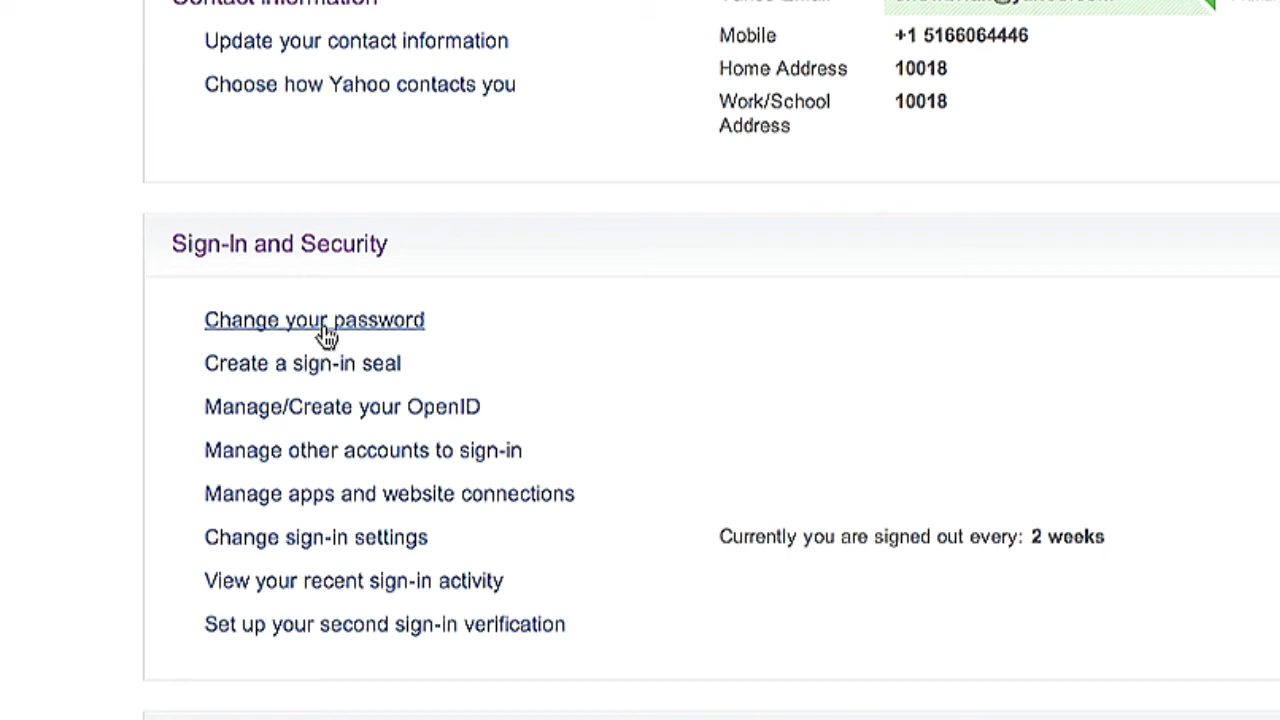 Contact Information
Update your contact information
Choose how Yahoo contacts you
Mobile +1 5166064446
Home Address 10018
Work/School Address 10018
Sign-In and Security
Change your password
Create a sign-in seal
Manage/Create your OpenID
Manage other accounts to sign-in
Manage apps and website connections
Change sign-in settings
Currently you are signed out every: 2 weeks
View your recent sign-in activity
Set up your second sign-in verification